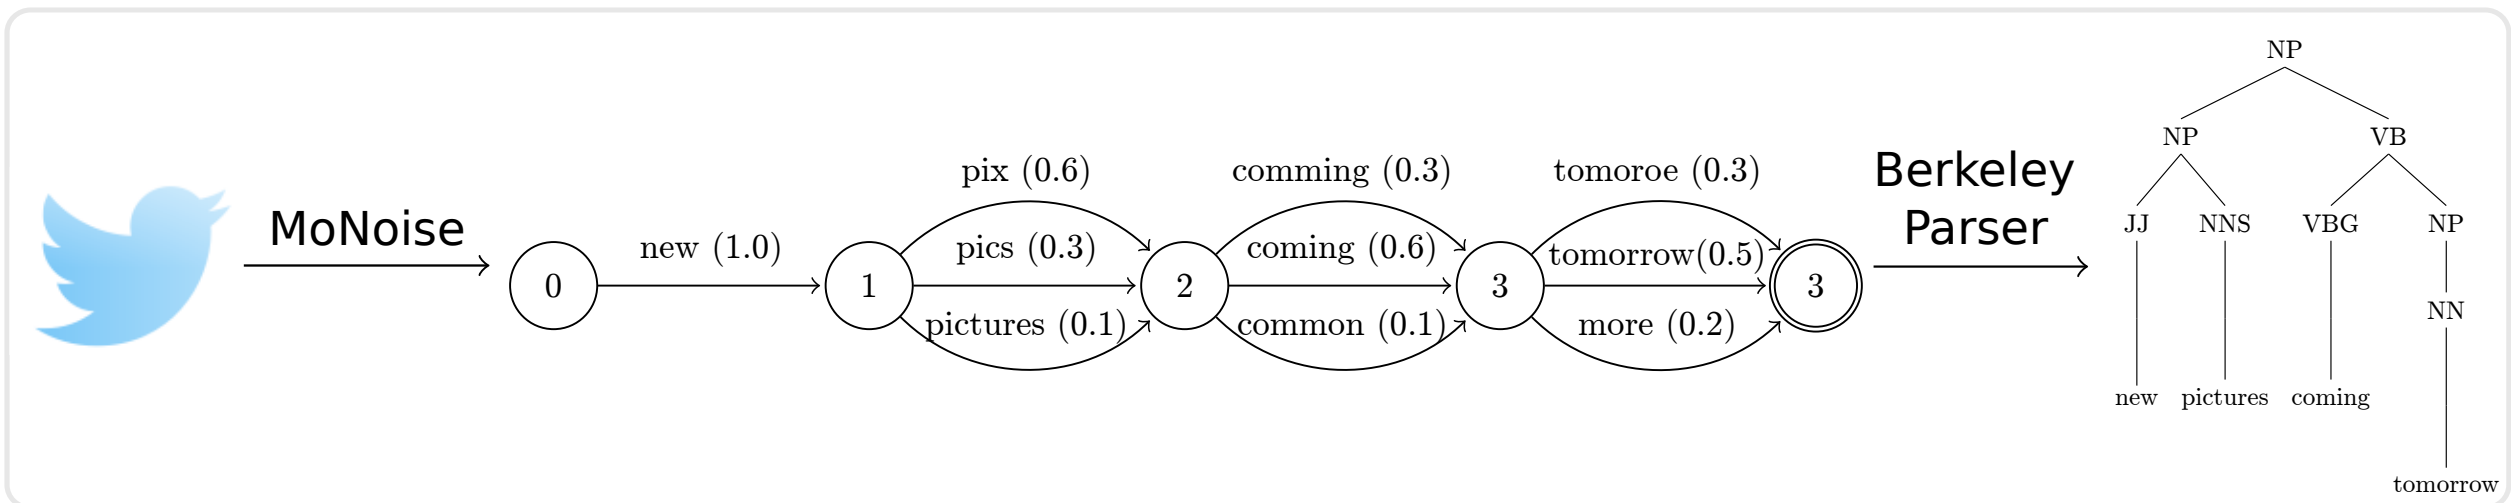 MoNoise
0
new (1.0)
1
pix (0.6)
pics (0.3)
pictures (0.1)
2
comming (0.3)
coming (0.6)
common (0.1)
3
tomoroe (0.3)
tomorrow(0.5)
more (0.2)
3
Berkeley
Parser
NP
NP VB
JJ NNS VBG NP
NN
new pictures coming
tomorrow